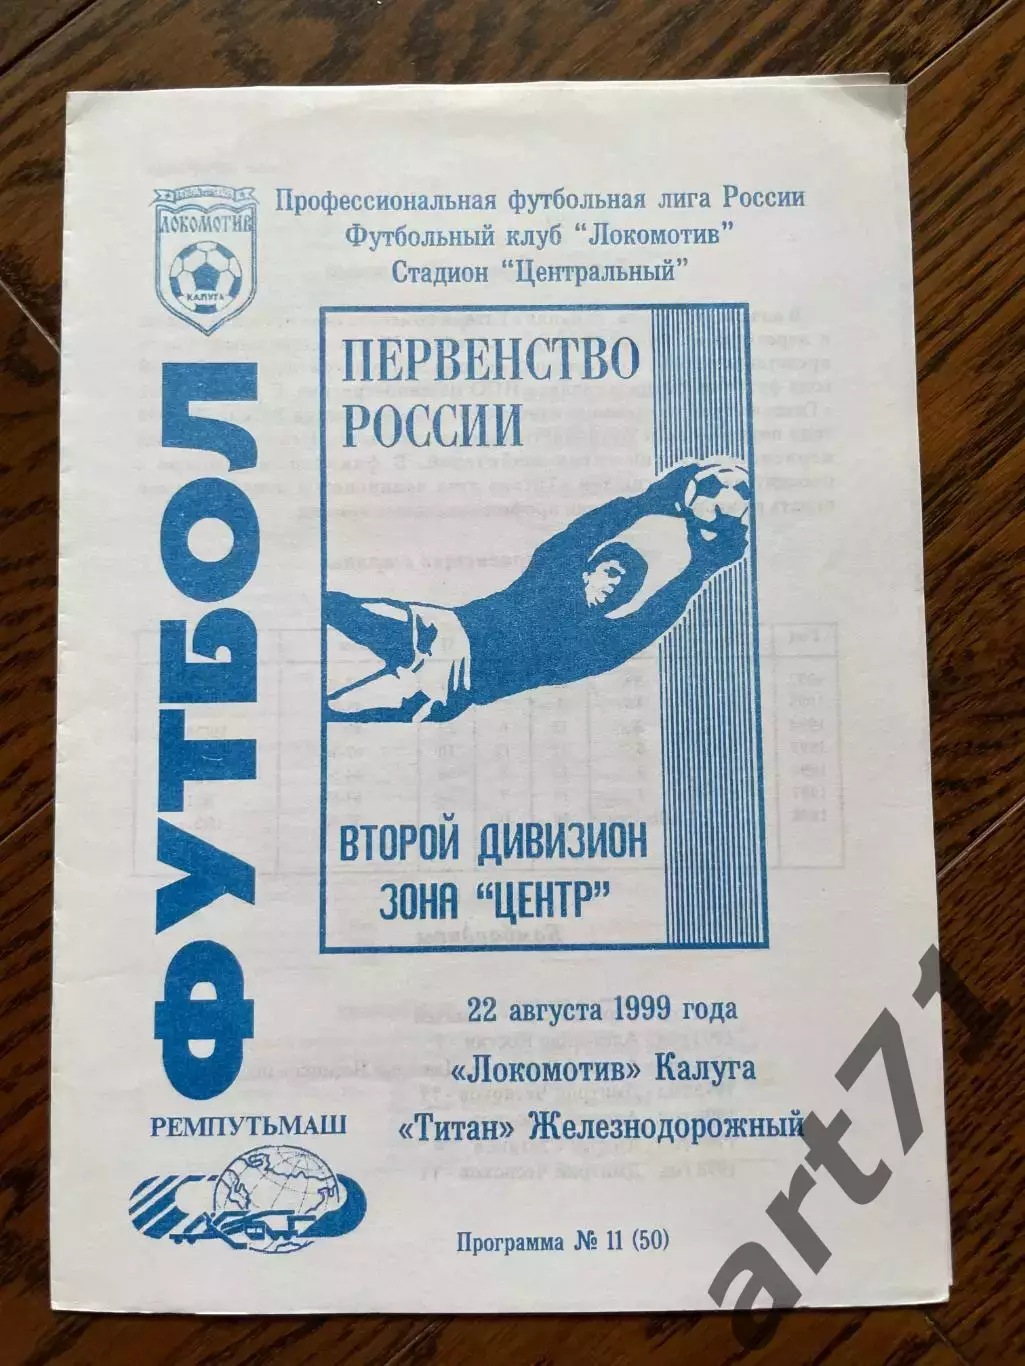 ЛОКОМОТИВ
КАЛУГА
Профессиональная футбольная лига России
Футбольный клуб "Локомотив"
Стадион "Центральный"
ФУТБОЛ
ПЕРВЕНСТВО
РОССИИ
ВТОРОЙ ДИВИЗИОН
ЗОНА "ЦЕНТР"
22 августа 1999 года
«Локомотив» Калуга
«Титан» Железнодорожный
РЕМПУТЬМАШ
Программа № 11 (50)
art71